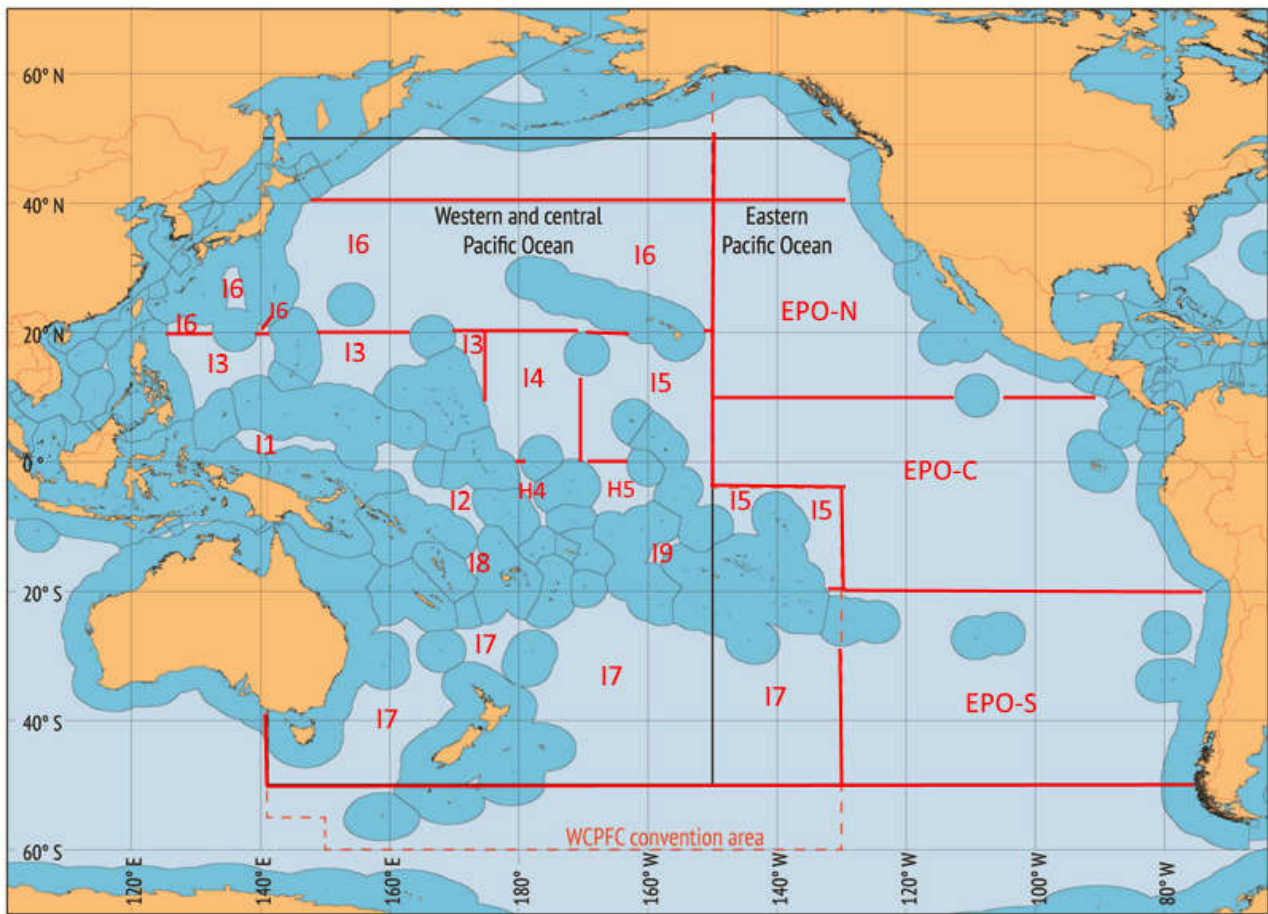 60° N
40° N
Western and central
Pacific Ocean
Eastern
Pacific Ocean
I6
I6
I6
I6
I6
EPO-N
20° N
I3
I3
I3
I4
I5
I1
0°
EPO-C
I2
H4
H5
I5
I5
I8
I9
20° S
I7
I7
I7
I7
EPO-S
40° S
WCPFC convention area
60° S
120° E
140° E
160° E
180°
160° W
140° W
120° W
100° W
80° W